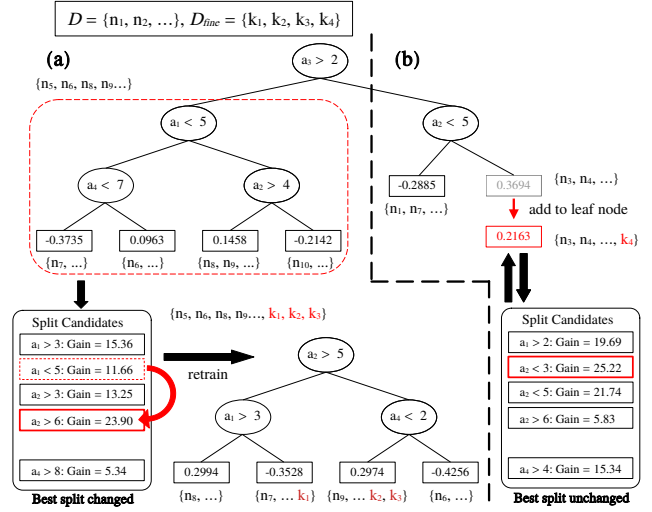 D = {n₁, n₂, …}, D_fine = {k₁, k₂, k₃, k₄}
(a)
(b)
a₃ > 2
{n₅, n₆, n₈, n₉…}
a₁ < 5
a₂ < 5
a₄ < 7
a₂ > 4
-0.2885
0.3694
{n₃, n₄, …}
{n₁, n₇, …}
add to leaf node
-0.3735
0.0963
0.1458
-0.2142
0.2163
{n₃, n₄, …, k₄}
{n₇, …}
{n₆, …}
{n₈, n₉, …}
{n₁₀, …}
Split Candidates
a₁ > 3: Gain = 15.36
a₁ < 5: Gain = 11.66
a₂ > 3: Gain = 13.25
a₂ > 6: Gain = 23.90
a₄ > 8: Gain = 5.34
Best split changed
{n₅, n₆, n₈, n₉…, k₁, k₂, k₃}
retrain
a₂ > 5
a₁ > 3
a₄ < 2
0.2994
-0.3528
0.2974
-0.4256
{n₈, …}
{n₇, … k₁}
{n₉, … k₂, k₃}
{n₆, …}
Split Candidates
a₁ > 2: Gain = 19.69
a₂ < 3: Gain = 25.22
a₂ < 5: Gain = 21.74
a₂ > 6: Gain = 5.83
a₄ > 4: Gain = 15.34
Best split unchanged